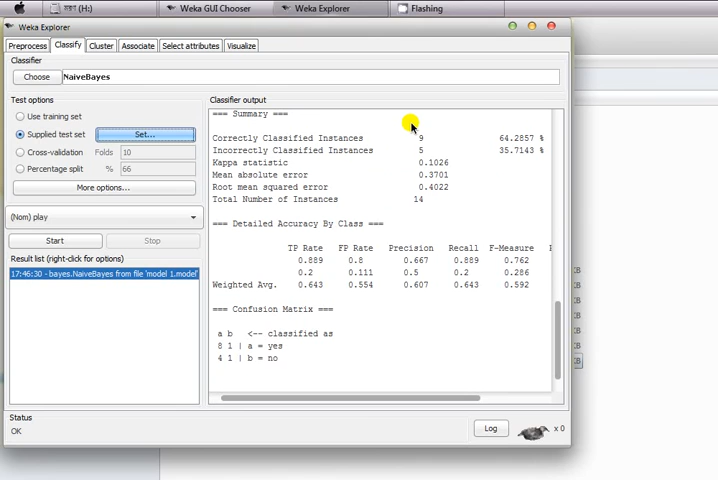 মরণ (H:) Weka GUI Chooser Weka Explorer Flashing
Weka Explorer
Preprocess Classify Cluster Associate Select attributes Visualize
Classifier
Choose NaiveBayes
Test options
Use training set
Supplied test set Set...
Cross-validation Folds 10
Percentage split % 66
More options...
(Nom) play
Start Stop
Result list (right-click for options)
17:46:30 - bayes.NaiveBayes from file 'model 1.model'
Classifier output
=== Summary ===
Correctly Classified Instances 9 64.2857 %
Incorrectly Classified Instances 5 35.7143 %
Kappa statistic 0.1026
Mean absolute error 0.3701
Root mean squared error 0.4022
Total Number of Instances 14
=== Detailed Accuracy By Class ===
TP Rate FP Rate Precision Recall F-Measure
0.889 0.8 0.667 0.889 0.762
0.2 0.111 0.5 0.2 0.286
Weighted Avg. 0.643 0.554 0.607 0.643 0.592
=== Confusion Matrix ===
a b <-- classified as
8 1 | a = yes
4 1 | b = no
Status
OK
Log x 0